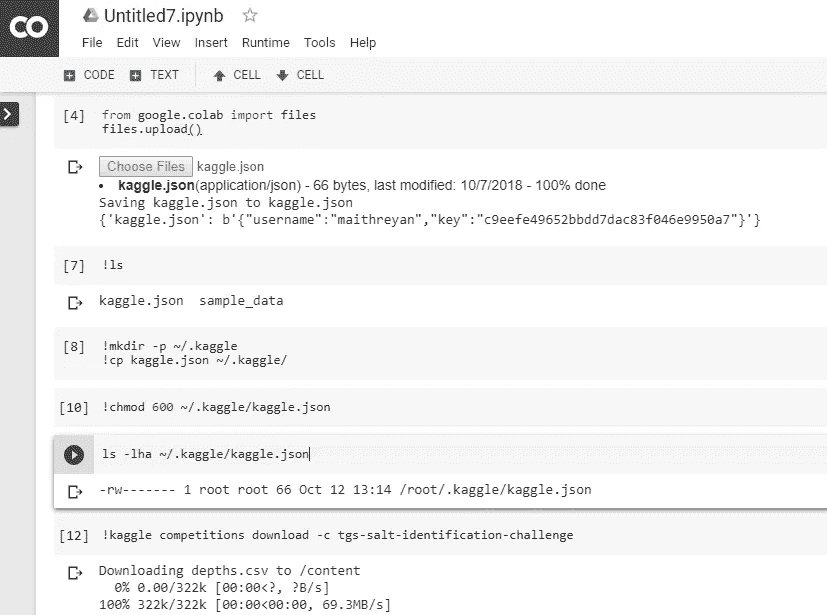 CO
Untitled7.ipynb
File Edit View Insert Runtime Tools Help
CODE TEXT CELL CELL
[4] from google.colab import files
files.upload()
Choose Files kaggle.json
• kaggle.json(application/json) - 66 bytes, last modified: 10/7/2018 - 100% done
Saving kaggle.json to kaggle.json
{'kaggle.json': b'{"username":"maithreyan","key":"c9eefe49652bbdd7dac83f046e9950a7"}'}
[7] !ls
kaggle.json sample_data
[8] !mkdir -p ~/.kaggle
!cp kaggle.json ~/.kaggle/
[10] !chmod 600 ~/.kaggle/kaggle.json
ls -lha ~/.kaggle/kaggle.json
-rw------- 1 root root 66 Oct 12 13:14 /root/.kaggle/kaggle.json
[12] !kaggle competitions download -c tgs-salt-identification-challenge
Downloading depths.csv to /content
0% 0.00/322k [00:00<?, ?B/s]
100% 322k/322k [00:00<00:00, 69.3MB/s]